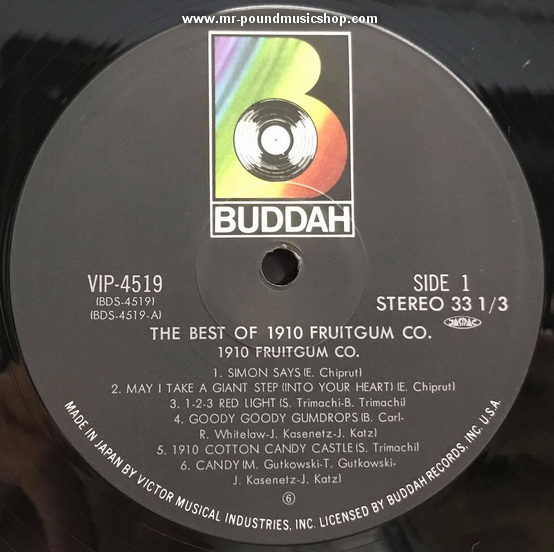 www.mr-poundmusicshop.com
BUDDAH
VIP-4519
(BDS-4519)
(BDS-4519-A)
SIDE 1
STEREO 33 1/3
JASRAC
THE BEST OF 1910 FRUITGUM CO.
1910 FRUITGUM CO.
1. SIMON SAYS(E. Chiprut)
2. MAY I TAKE A GIANT STEP (INTO YOUR HEART) (E. Chiprut)
3. 1-2-3 RED LIGHT (S. Trimachi-B. Trimachi)
4. GOODY GOODY GUMDROPS (B. Carl-
R. Whitelaw-J. Kasenetz-J. Katz)
5. 1910 COTTON CANDY CASTLE (S. Trimachi)
6. CANDY (M. Gutkowski-T. Gutkowski-
J. Kasenetz-J. Katz)
⑥
MADE IN JAPAN BY VICTOR MUSICAL INDUSTRIES, INC. LICENSED BY BUDDAH RECORDS, INC. U.S.A.